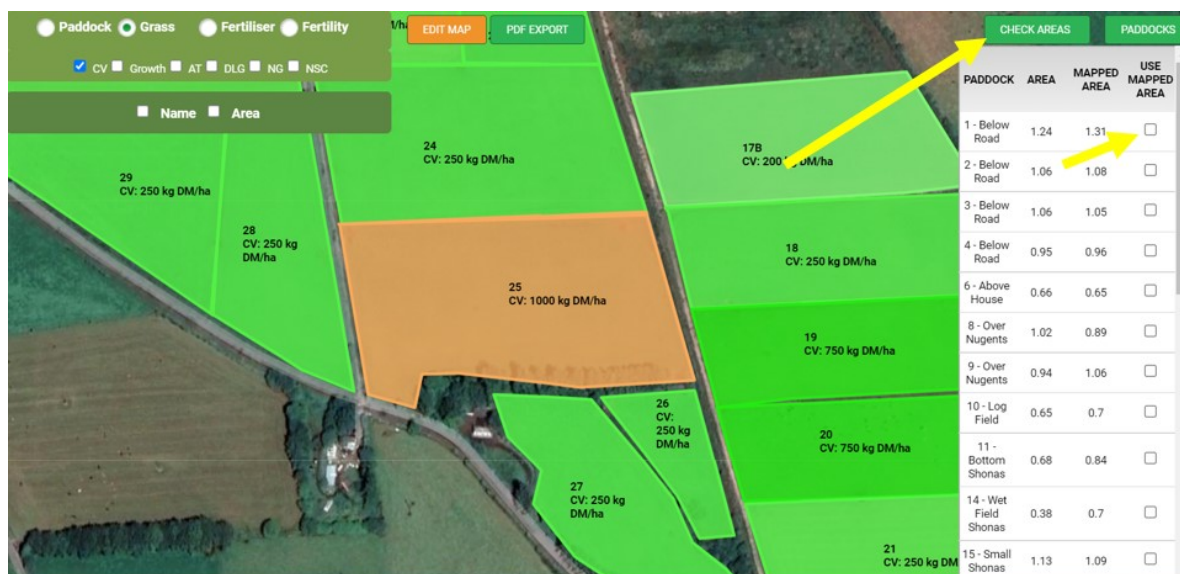 Paddock Grass Fertiliser Fertility
CV Growth AT DLG NG NSC
Name Area
EDIT MAP
PDF EXPORT
CHECK AREAS
PADDOCKS
24
CV: 250 kg DM/ha
29
CV: 250 kg DM/ha
28
CV: 250 kg
DM/ha
25
CV: 1000 kg DM/ha
17B
CV: 200 kg DM/ha
18
CV: 250 kg DM/ha
19
CV: 750 kg DM/ha
20
CV: 750 kg DM/ha
26
CV:
250 kg
DM/ha
27
CV: 250 kg
DM/ha
21
CV: 250 kg DM
PADDOCK AREA MAPPED AREA USE MAPPED AREA
1 - Below Road 1.24 1.31
2 - Below Road 1.06 1.08
3 - Below Road 1.06 1.05
4 - Below Road 0.95 0.96
6 - Above House 0.66 0.65
8 - Over Nugents 1.02 0.89
9 - Over Nugents 0.94 1.06
10 - Log Field 0.65 0.7
11 - Bottom Shonas 0.68 0.84
14 - Wet Field Shonas 0.38 0.7
15 - Small Shonas 1.13 1.09